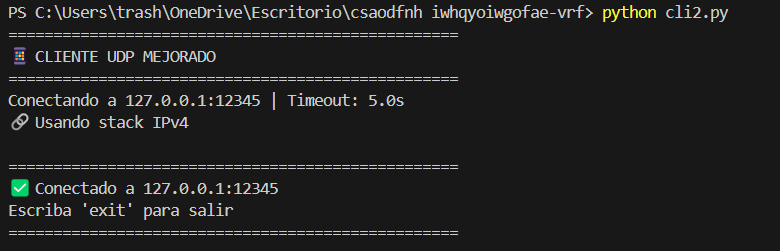 PS C:\Users\trash\OneDrive\Escritorio\csaodfnh iwhqyoiwgofae-vrf> python cli2.py
==================================================
📱 CLIENTE UDP MEJORADO
==================================================
Conectando a 127.0.0.1:12345 | Timeout: 5.0s
🔗 Usando stack IPv4
==================================================
✅ Conectado a 127.0.0.1:12345
Escriba 'exit' para salir
==================================================